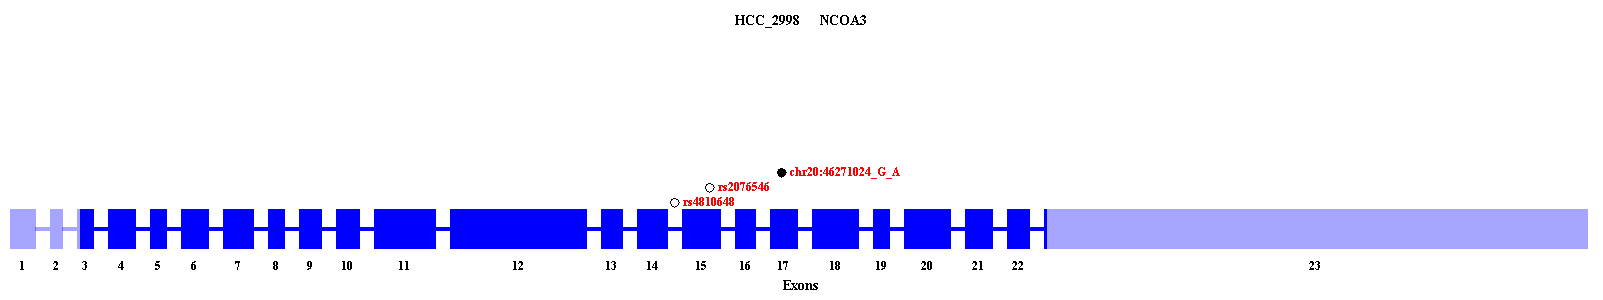 HCC_2998 NCOA3
chr20:46271024_G_A
rs2076546
rs4810648
1 2 3 4 5 6 7 8 9 10 11 12 13 14 15 16 17 18 19 20 21 22 23
Exons